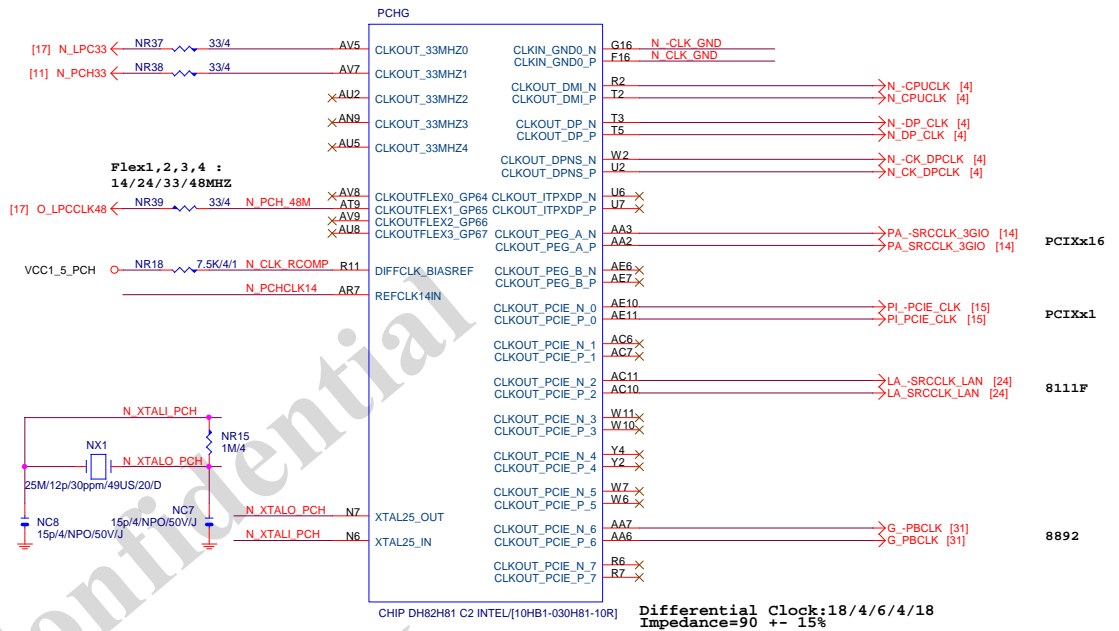 PCHG
[17] N_LPC33 NR37 33/4 AV5 CLKOUT_33MHZ0
[11] N_PCH33 NR38 33/4 AV7 CLKOUT_33MHZ1
AU2 CLKOUT_33MHZ2
AN9 CLKOUT_33MHZ3
AU5 CLKOUT_33MHZ4
Flex1,2,3,4 :
14/24/33/48MHZ
AV8 CLKOUTFLEX0_GP64
[17] O_LPCCLK48 NR39 33/4 N_PCH_48M AT9 CLKOUTFLEX1_GP65
AV9 CLKOUTFLEX2_GP66
AU8 CLKOUTFLEX3_GP67
VCC1_5_PCH NR18 7.5K/4/1 N_CLK_RCOMP R11 DIFFCLK_BIASREF
N_PCHCLK14 AR7 REFCLK14IN
N_XTALI_PCH
NR15
1M/4
NX1
N_XTALO_PCH
25M/12p/30ppm/49US/20/D
NC8
15p/4/NPO/50V/J
NC7
15p/4/NPO/50V/J
N_XTALO_PCH N7 XTAL25_OUT
N_XTALI_PCH N6 XTAL25_IN
CLKIN_GND0_N G16 N_-CLK_GND
CLKIN_GND0_P F16 N_CLK_GND
CLKOUT_DMI_N R2 N_-CPUCLK [4]
CLKOUT_DMI_P T2 N_CPUCLK [4]
CLKOUT_DP_N T3 N_-DP_CLK [4]
CLKOUT_DP_P T5 N_DP_CLK [4]
CLKOUT_DPNS_N W2 N_-CK_DPCLK [4]
CLKOUT_DPNS_P U2 N_CK_DPCLK [4]
CLKOUT_ITPXDP_N U6
CLKOUT_ITPXDP_P U7
CLKOUT_PEG_A_N AA3 PA_-SRCCLK_3GIO [14]
CLKOUT_PEG_A_P AA2 PA_SRCCLK_3GIO [14]
PCIXx16
CLKOUT_PEG_B_N AE6
CLKOUT_PEG_B_P AE7
CLKOUT_PCIE_N_0 AE10 PI_-PCIE_CLK [15]
CLKOUT_PCIE_P_0 AE11 PI_PCIE_CLK [15]
PCIXx1
CLKOUT_PCIE_N_1 AC6
CLKOUT_PCIE_P_1 AC7
CLKOUT_PCIE_N_2 AC11 LA_-SRCCLK_LAN [24]
CLKOUT_PCIE_P_2 AC10 LA_SRCCLK_LAN [24]
8111F
CLKOUT_PCIE_N_3 W11
CLKOUT_PCIE_P_3 W10
CLKOUT_PCIE_N_4 Y4
CLKOUT_PCIE_P_4 Y2
CLKOUT_PCIE_N_5 W7
CLKOUT_PCIE_P_5 W6
CLKOUT_PCIE_N_6 AA7 G_-PBCLK [31]
CLKOUT_PCIE_P_6 AA6 G_PBCLK [31]
8892
CLKOUT_PCIE_N_7 R6
CLKOUT_PCIE_P_7 R7
CHIP DH82H81 C2 INTEL/[10HB1-030H81-10R]
Differential Clock:18/4/6/4/18
Impedance=90 +- 15%
onfidential